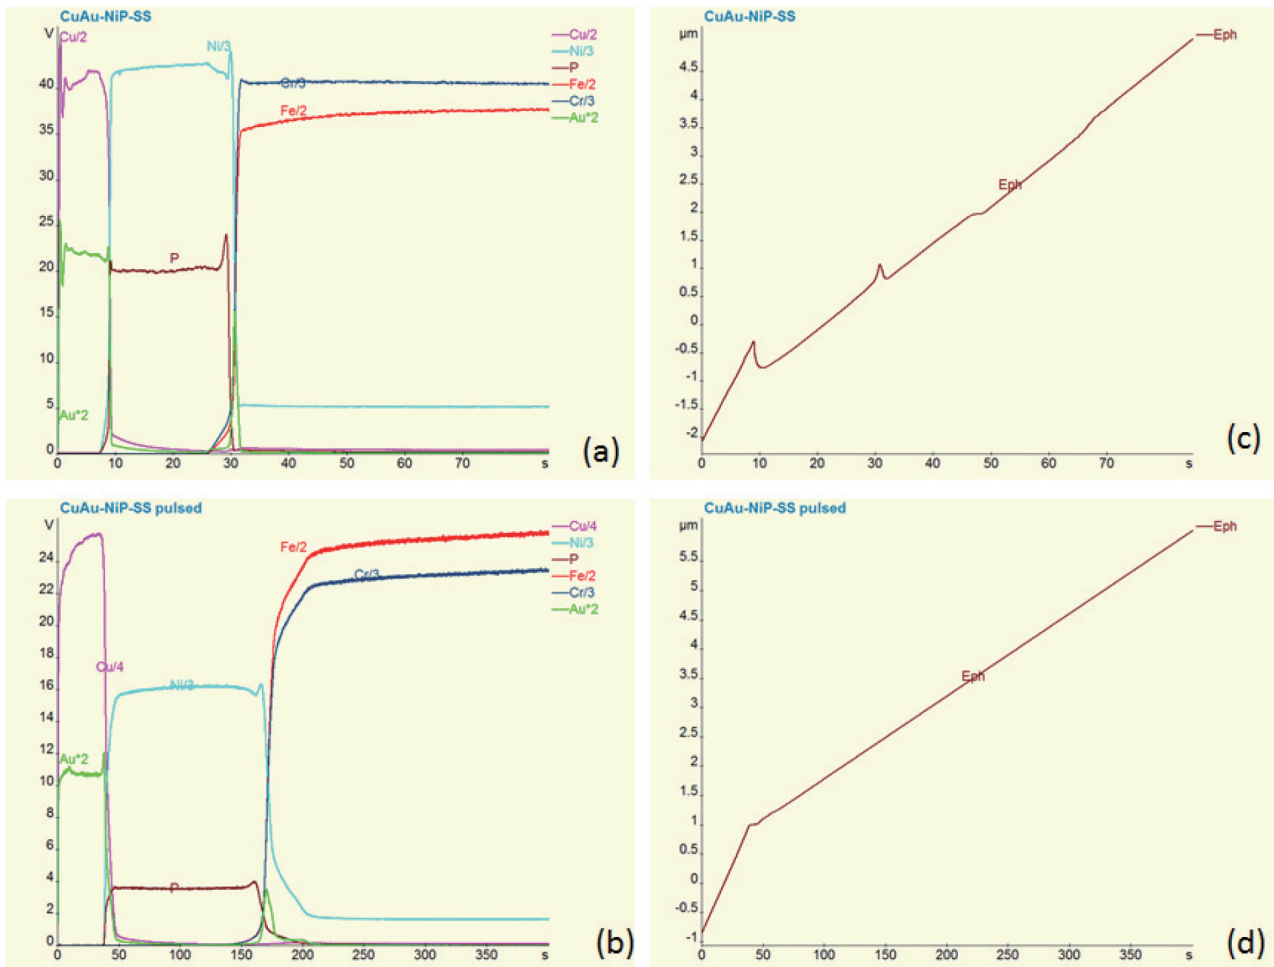 CuAu-NiP-SS
V
Cu/2
Ni/3
Cu/2
Ni/3
P
Fe/2
Cr/3
Au*2
40
35
30
25
20
15
10
5
0
Cr/3
Fe/2
P
Au*2
0 10 20 30 40 50 60 70 s
(a)
CuAu-NiP-SS
µm
Eph
4.5
4
3.5
3
2.5
2
1.5
1
0.5
0
-0.5
-1
-1.5
-2
Eph
0 10 20 30 40 50 60 70 s
(c)
CuAu-NiP-SS pulsed
V
Cu/4
Ni/3
P
Fe/2
Cr/3
Au*2
24
22
20
18
16
14
12
10
8
6
4
2
0
Fe/2
Cr/3
Cu/4
Ni/3
Au*2
P
0 50 100 150 200 250 300 350 s
(b)
CuAu-NiP-SS pulsed
µm
Eph
5.5
5
4.5
4
3.5
3
2.5
2
1.5
1
0.5
0
-0.5
-1
Eph
0 50 100 150 200 250 300 350 s
(d)